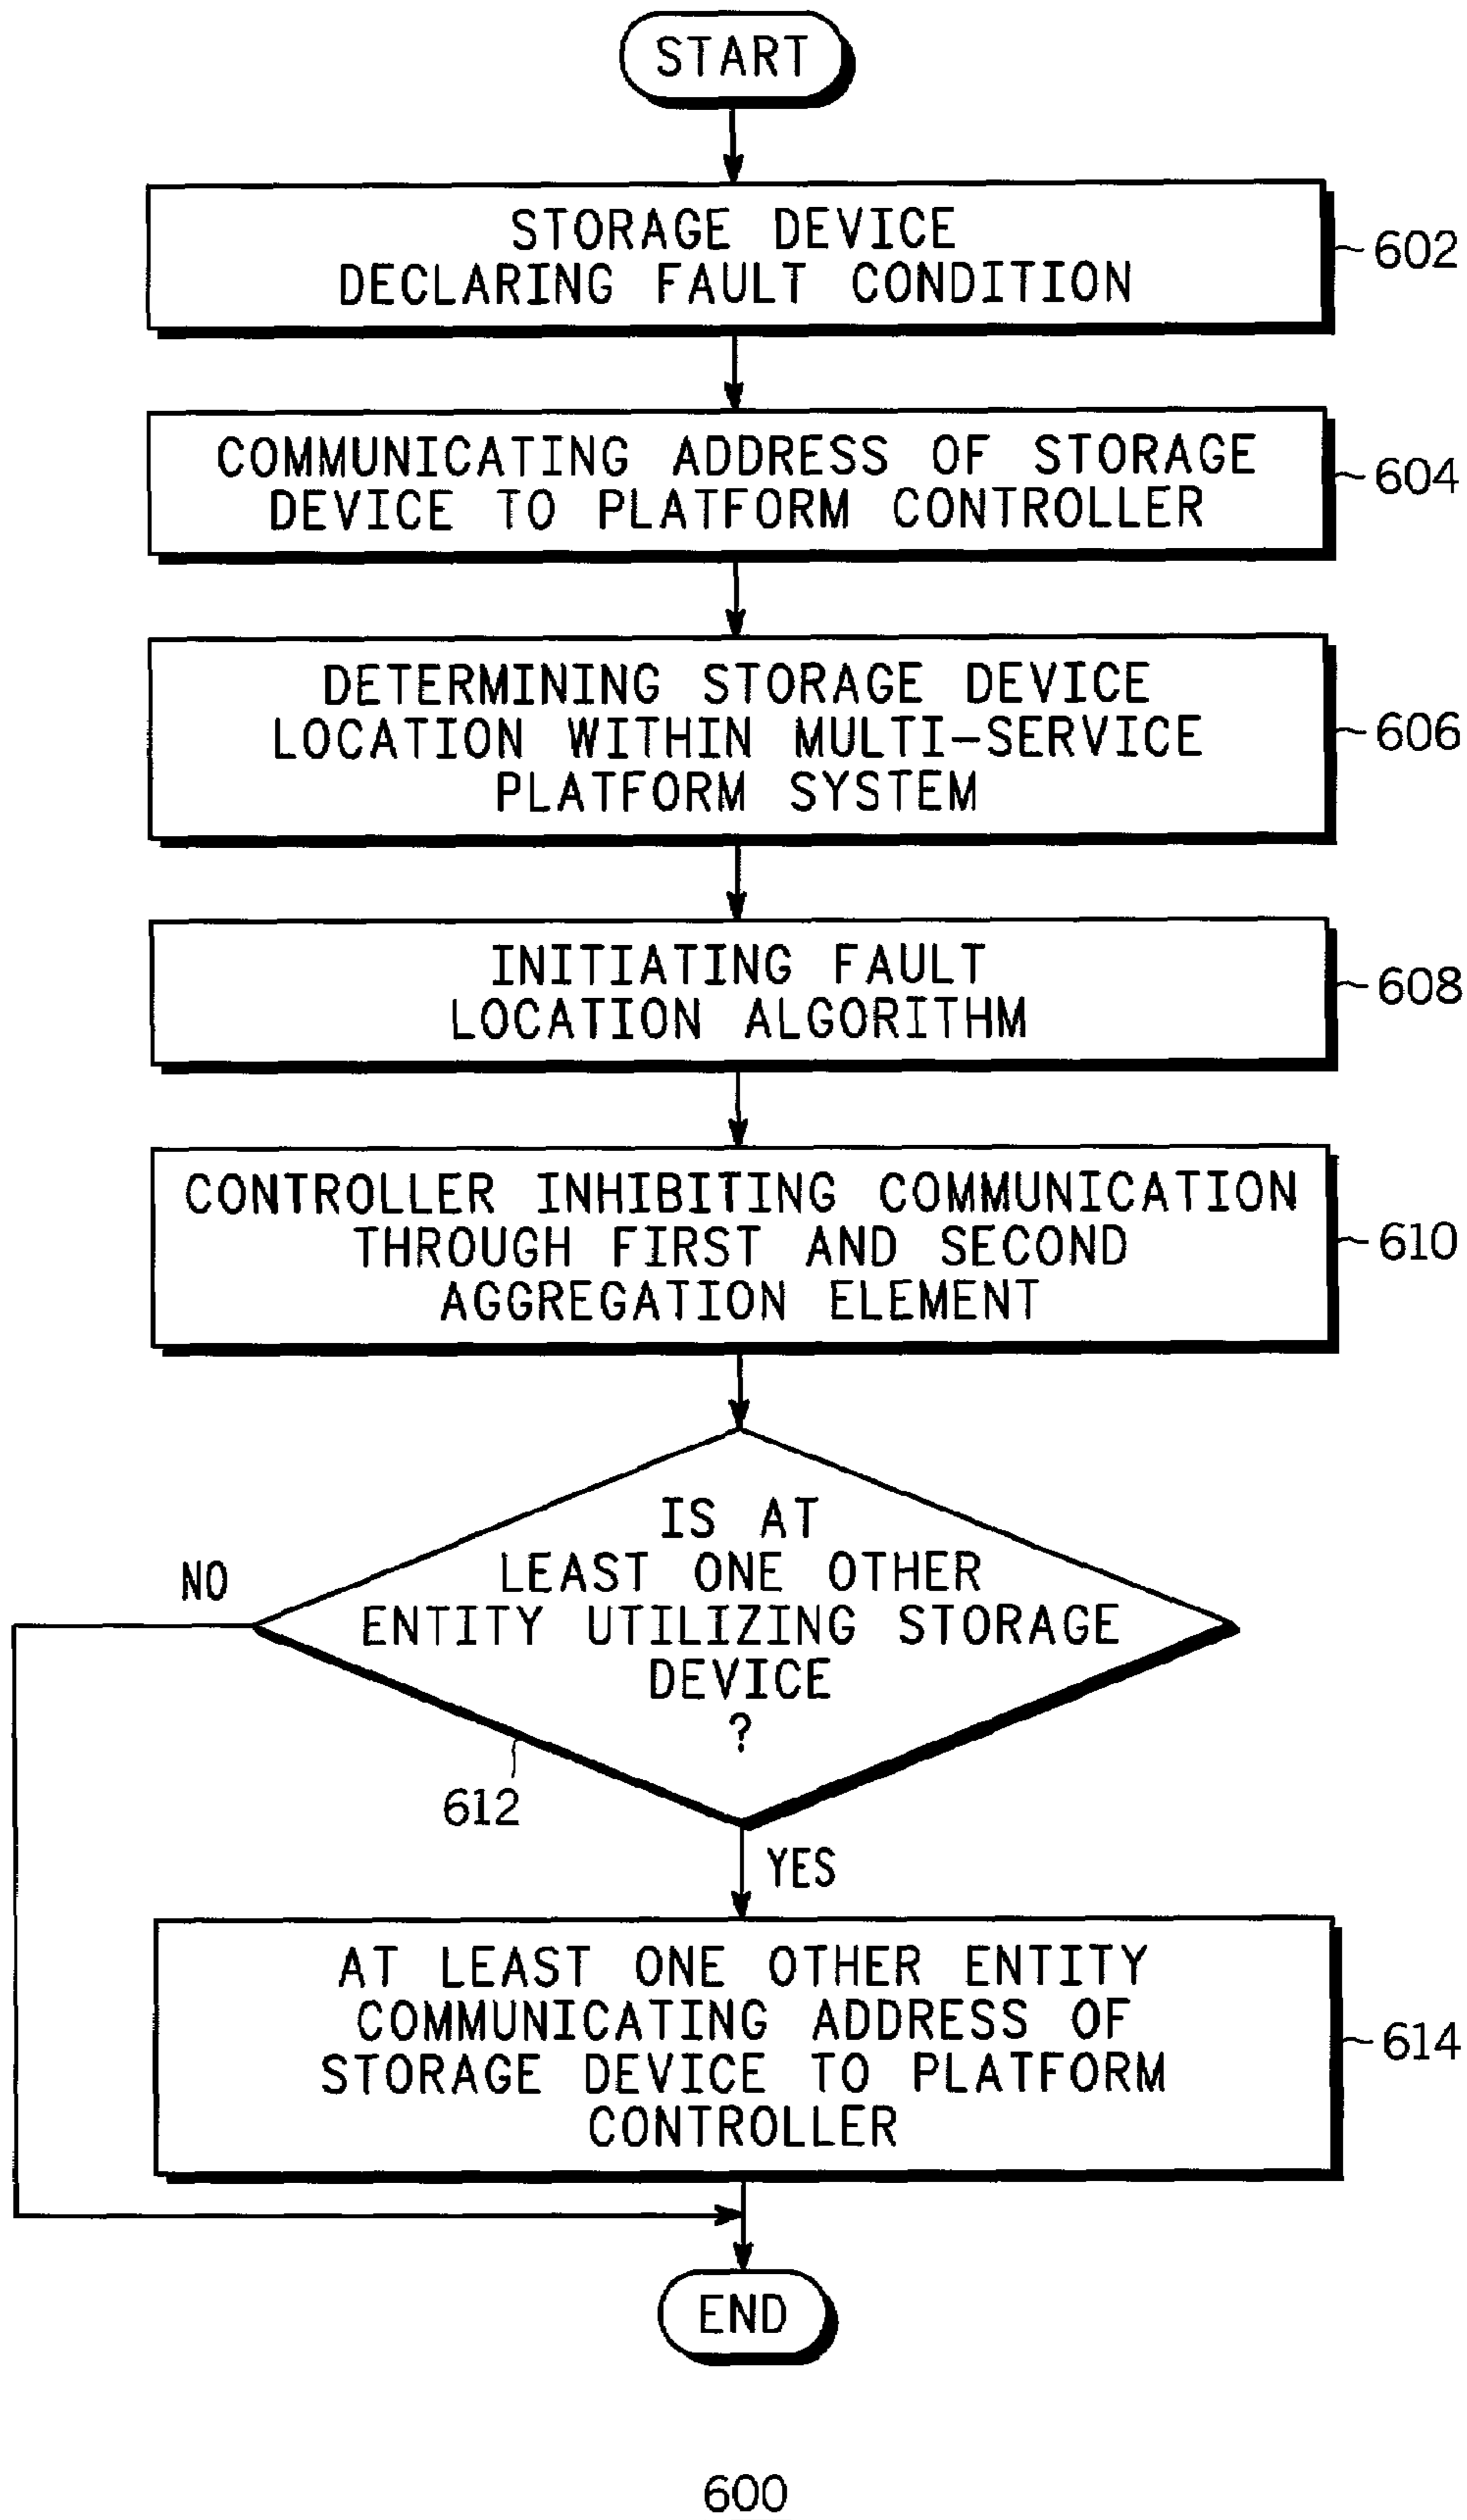 START
STORAGE DEVICE
DECLARING FAULT CONDITION
602
COMMUNICATING ADDRESS OF STORAGE
DEVICE TO PLATFORM CONTROLLER
604
DETERMINING STORAGE DEVICE
LOCATION WITHIN MULTI-SERVICE
PLATFORM SYSTEM
606
INITIATING FAULT
LOCATION ALGORITHM
608
CONTROLLER INHIBITING COMMUNICATION
THROUGH FIRST AND SECOND
AGGREGATION ELEMENT
610
IS AT
LEAST ONE OTHER
ENTITY UTILIZING STORAGE
DEVICE
?
NO
612
YES
AT LEAST ONE OTHER ENTITY
COMMUNICATING ADDRESS OF
STORAGE DEVICE TO PLATFORM
CONTROLLER
614
END
600